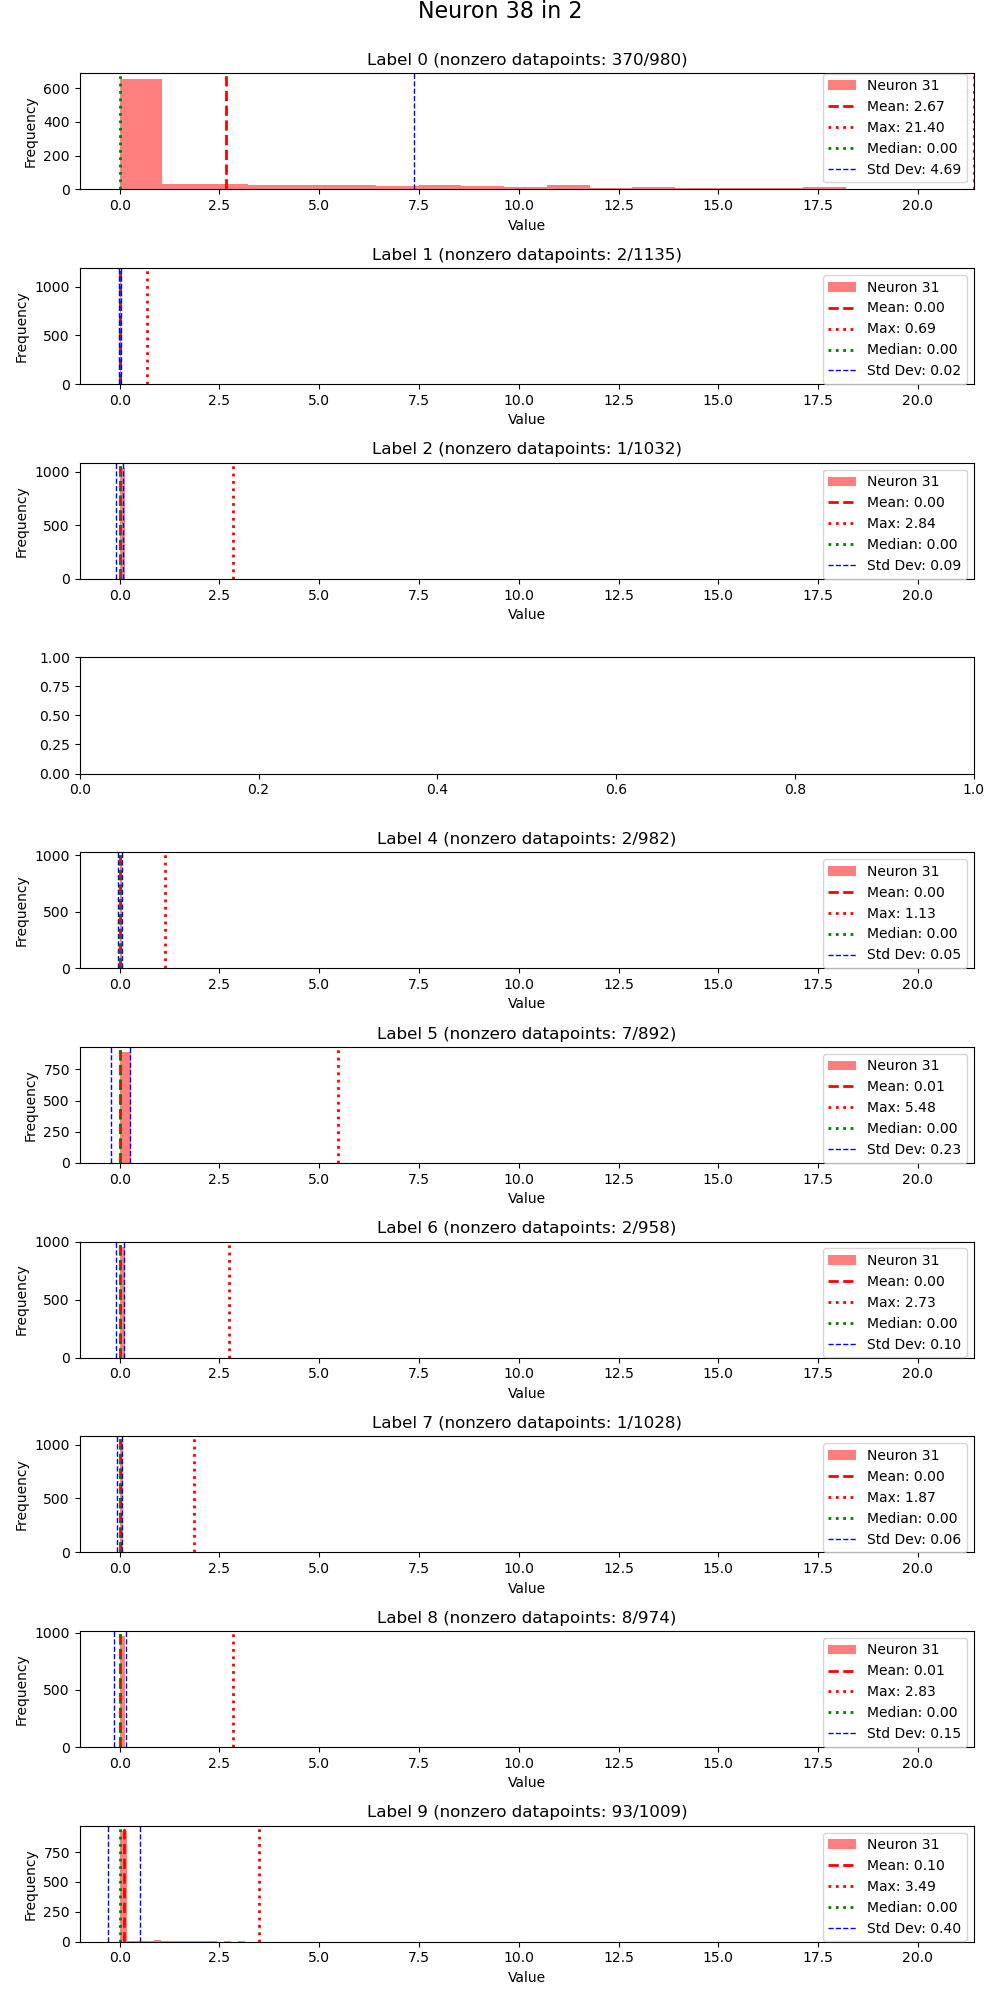 Neuron 38 in 2
Label 0 (nonzero datapoints: 370/980)
Frequency
600
400
200
0
Neuron 31
Mean: 2.67
Max: 21.40
Median: 0.00
Std Dev: 4.69
0.0 2.5 5.0 7.5 10.0 12.5 15.0 17.5 20.0
Value
Label 1 (nonzero datapoints: 2/1135)
Frequency
1000
500
0
Neuron 31
Mean: 0.00
Max: 0.69
Median: 0.00
Std Dev: 0.02
0.0 2.5 5.0 7.5 10.0 12.5 15.0 17.5 20.0
Value
Label 2 (nonzero datapoints: 1/1032)
Frequency
1000
500
0
Neuron 31
Mean: 0.00
Max: 2.84
Median: 0.00
Std Dev: 0.09
0.0 2.5 5.0 7.5 10.0 12.5 15.0 17.5 20.0
Value
1.00
0.75
0.50
0.25
0.00
0.0 0.2 0.4 0.6 0.8 1.0
Label 4 (nonzero datapoints: 2/982)
Frequency
1000
500
0
Neuron 31
Mean: 0.00
Max: 1.13
Median: 0.00
Std Dev: 0.05
0.0 2.5 5.0 7.5 10.0 12.5 15.0 17.5 20.0
Value
Label 5 (nonzero datapoints: 7/892)
Frequency
750
500
250
0
Neuron 31
Mean: 0.01
Max: 5.48
Median: 0.00
Std Dev: 0.23
0.0 2.5 5.0 7.5 10.0 12.5 15.0 17.5 20.0
Value
Label 6 (nonzero datapoints: 2/958)
Frequency
1000
500
0
Neuron 31
Mean: 0.00
Max: 2.73
Median: 0.00
Std Dev: 0.10
0.0 2.5 5.0 7.5 10.0 12.5 15.0 17.5 20.0
Value
Label 7 (nonzero datapoints: 1/1028)
Frequency
1000
500
0
Neuron 31
Mean: 0.00
Max: 1.87
Median: 0.00
Std Dev: 0.06
0.0 2.5 5.0 7.5 10.0 12.5 15.0 17.5 20.0
Value
Label 8 (nonzero datapoints: 8/974)
Frequency
1000
500
0
Neuron 31
Mean: 0.01
Max: 2.83
Median: 0.00
Std Dev: 0.15
0.0 2.5 5.0 7.5 10.0 12.5 15.0 17.5 20.0
Value
Label 9 (nonzero datapoints: 93/1009)
Frequency
750
500
250
0
Neuron 31
Mean: 0.10
Max: 3.49
Median: 0.00
Std Dev: 0.40
0.0 2.5 5.0 7.5 10.0 12.5 15.0 17.5 20.0
Value